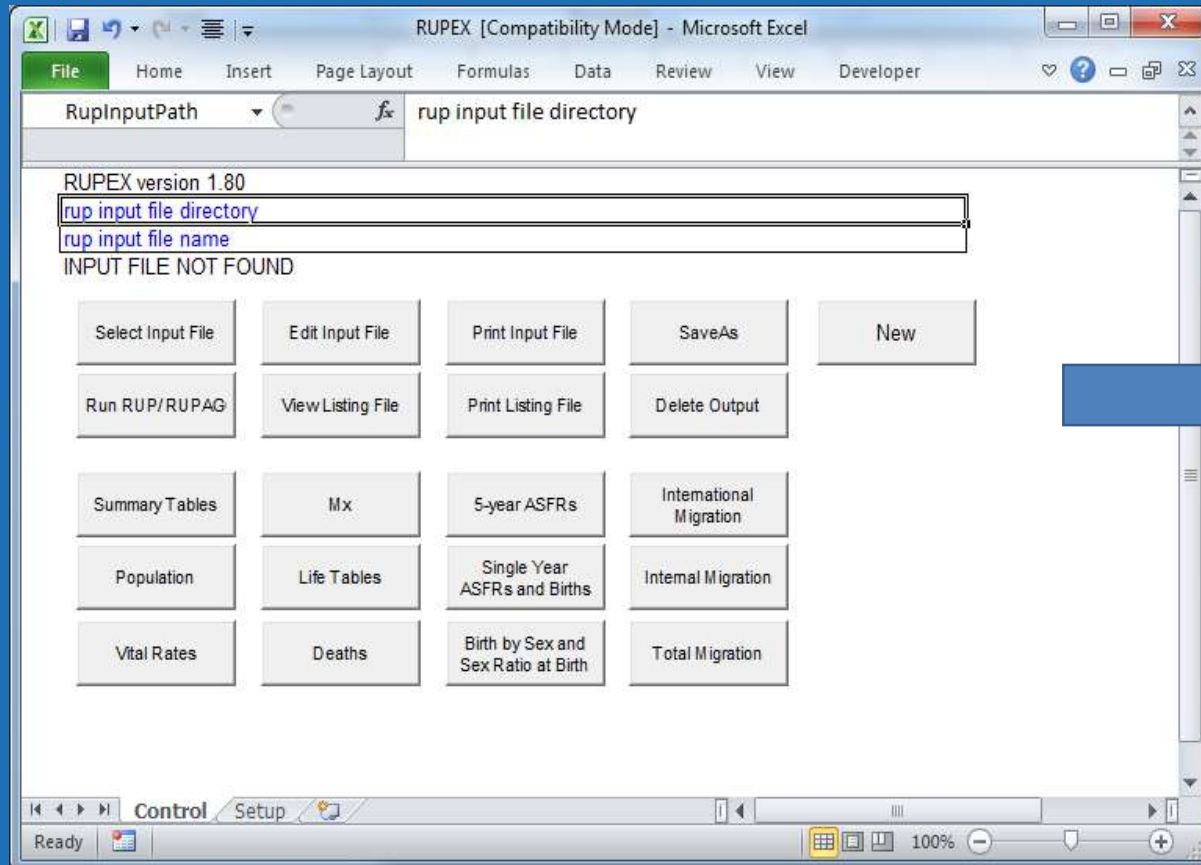 RUPEX [Compatibility Mode] - Microsoft Excel
File Home Insert Page Layout Formulas Data Review View Developer
RupInputPath fx rup input file directory
RUPEX version 1.80
rup input file directory
rup input file name
INPUT FILE NOT FOUND
Select Input File Edit Input File Print Input File SaveAs New
Run RUP/RUPAG View Listing File Print Listing File Delete Output
Summary Tables Mx 5-year ASFRs International
Migration
Population Life Tables Single Year
ASFRs and Births Internal Migration
Vital Rates Deaths Birth by Sex and
Sex Ratio at Birth Total Migration
Control Setup
Ready 100%